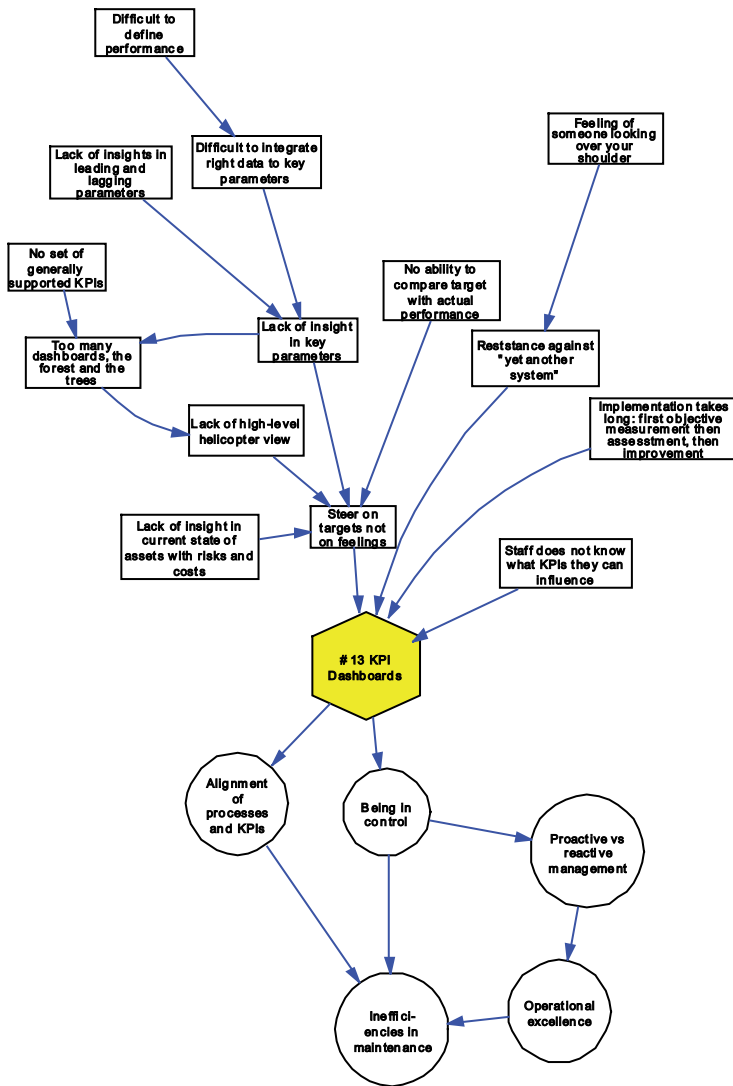 Difficult to
define
performance
Difficult to integrate
right data to key
parameters
Feeling of
someone looking
over your
shoulder
Lack of insights in
leading and
lagging
parameters
No set of
generally
supported KPIs
No ability to
compare target
with actual
performance
Lack of insight
in key
parameters
Too many
dashboards, the
forest and the
trees
Reststance against
"yet another
system"
Lack of high-level
helicopter view
Implementation takes
long: first objective
measurement then
assesstment, then
improvement
Steer on
targets not
on feelings
Lack of insight in
current state of
assets with risks and
costs
Staff does not know
what KPIs they can
influence
# 13 KPI
Dashboards
Alignment
of
processes
and KPIs
Being in
control
Proactive vs
reactive
management
Operational
excellence
Ineffici-
encies in
maintenance